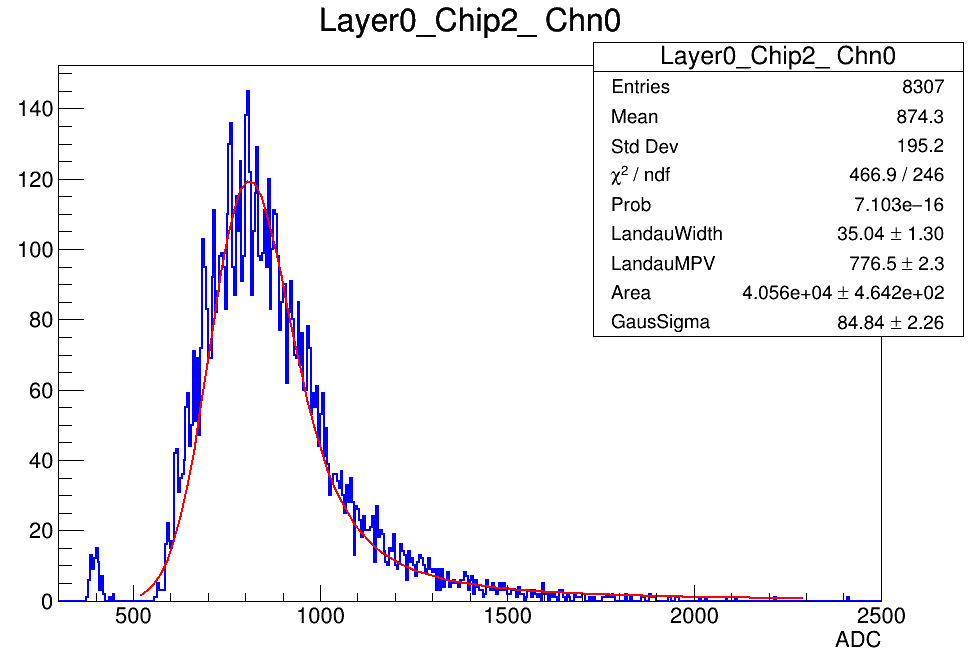 Layer0_Chip2_ Chn0
Layer0_Chip2_ Chn0
Entries 8307
Mean 874.3
Std Dev 195.2
χ² / ndf 466.9 / 246
Prob 7.103e−16
LandauWidth 35.04 ± 1.30
LandauMPV 776.5 ± 2.3
Area 4.056e+04 ± 4.642e+02
GausSigma 84.84 ± 2.26
140
120
100
80
60
40
20
0
500 1000 1500 2000 2500
ADC